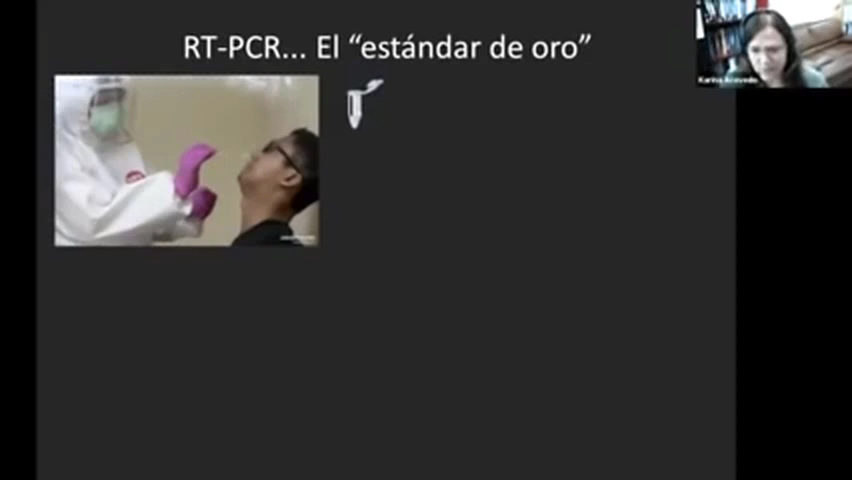 RT-PCR... El “estándar de oro”
Karina Acevedo